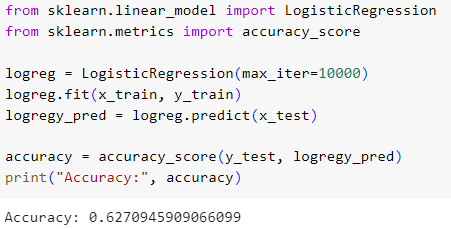 from sklearn.linear_model import LogisticRegression
from sklearn.metrics import accuracy_score
logreg = LogisticRegression(max_iter=10000)
logreg.fit(x_train, y_train)
logregy_pred = logreg.predict(x_test)
accuracy = accuracy_score(y_test, logregy_pred)
print("Accuracy:", accuracy)
Accuracy: 0.6270945909066099